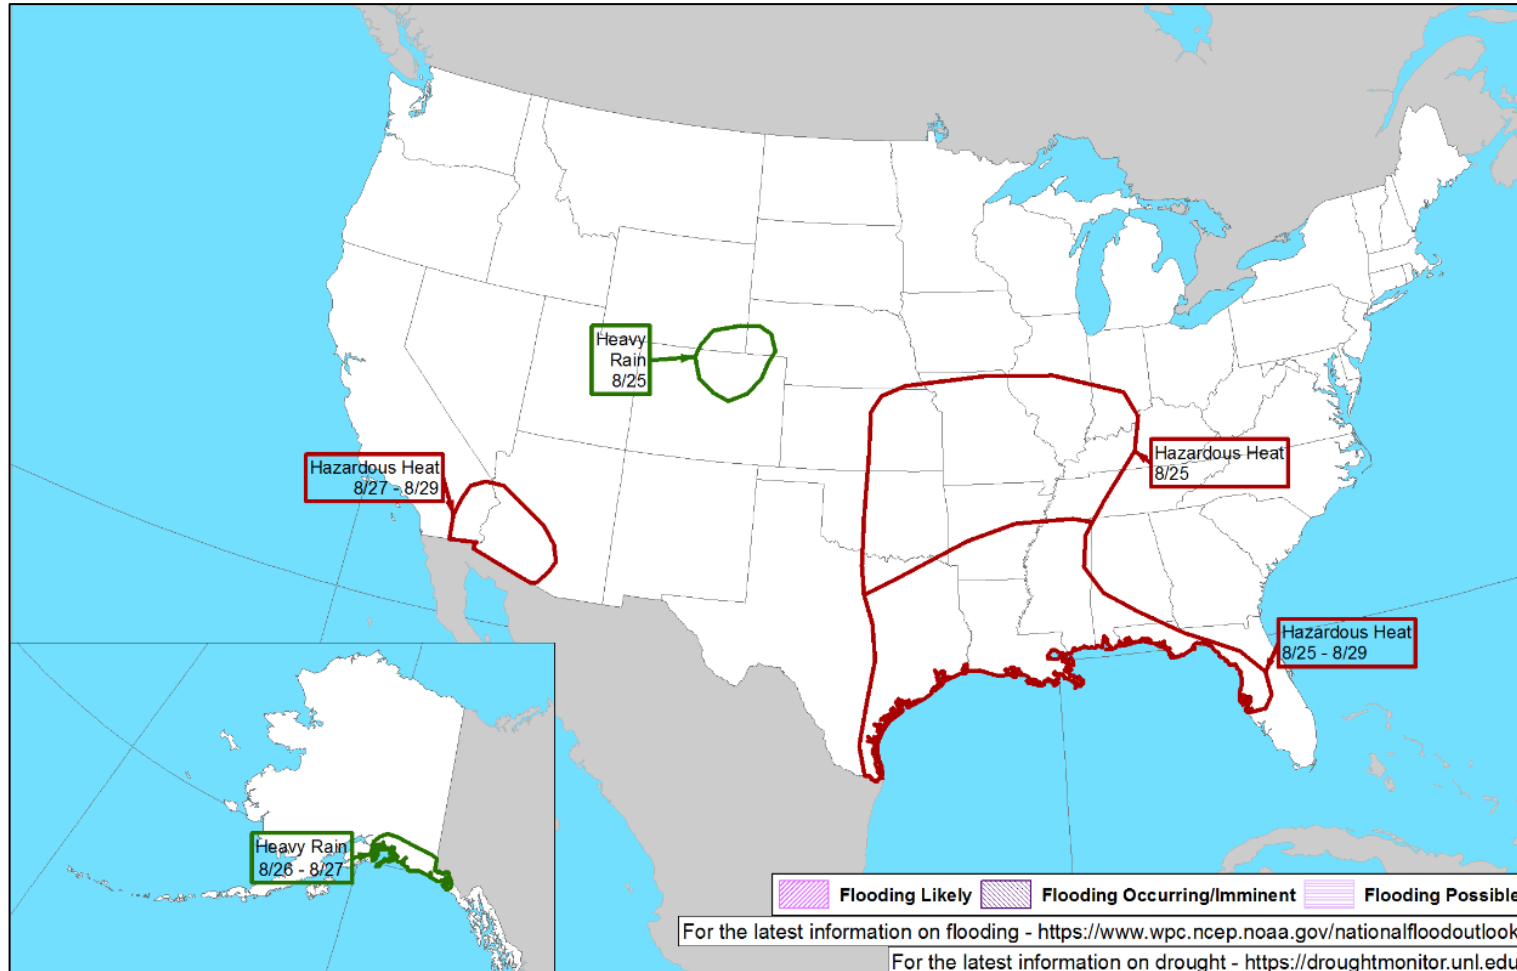 Heavy
Rain
8/25
Hazardous Heat
8/27 - 8/29
Hazardous Heat
8/25
Hazardous Heat
8/25 - 8/29
Heavy Rain
8/26 - 8/27
Flooding Likely
Flooding Occurring/Imminent
Flooding Possible
For the latest information on flooding - https://www.wpc.ncep.noaa.gov/nationalfloodoutlook
For the latest information on drought - https://droughtmonitor.unl.edu